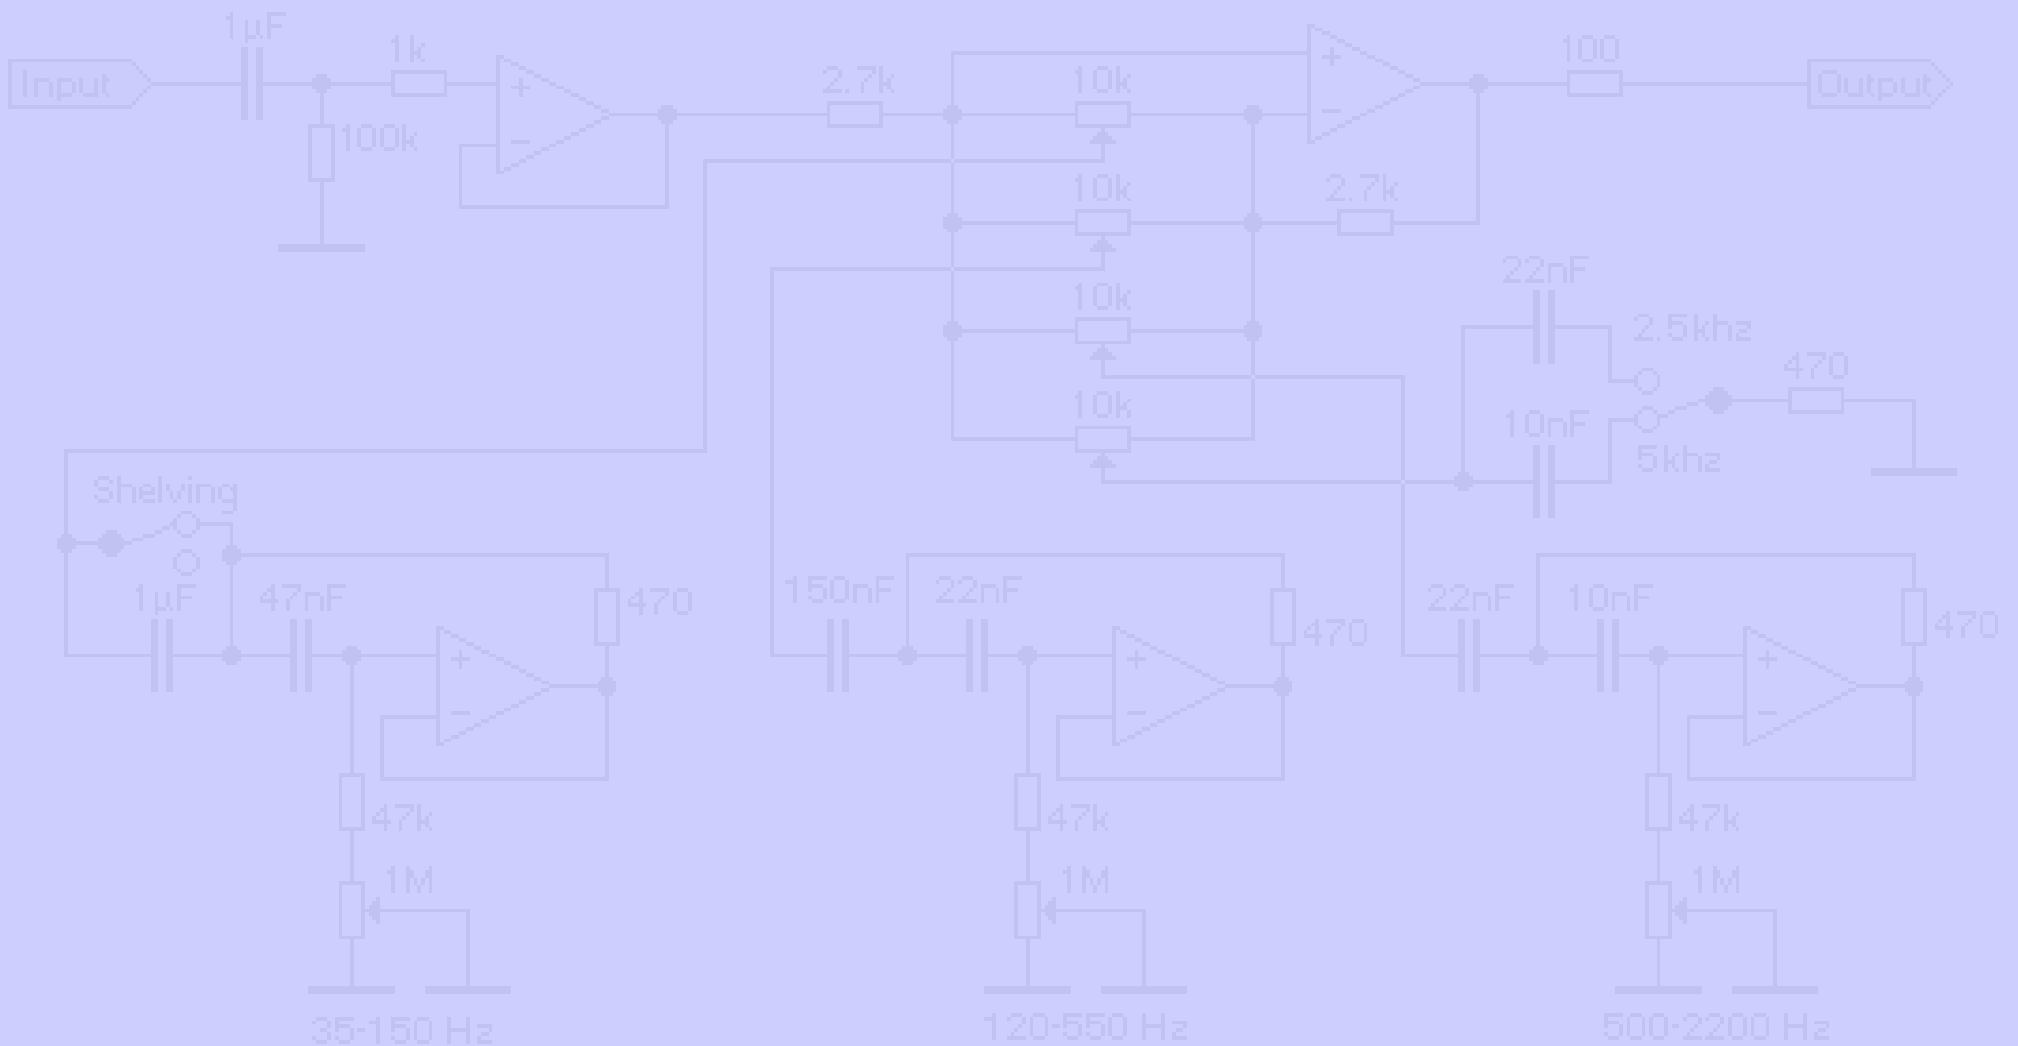 1µF
1k
Input
100k
2.7k
10k
100
Output
10k
2.7k
10k
22nF
2.5khz
470
10k
10nF
5khz
Shelving
1µF
47nF
470
150nF
22nF
470
22nF
10nF
470
47k
47k
47k
1M
1M
1M
35-150 Hz
120-550 Hz
500-2200 Hz